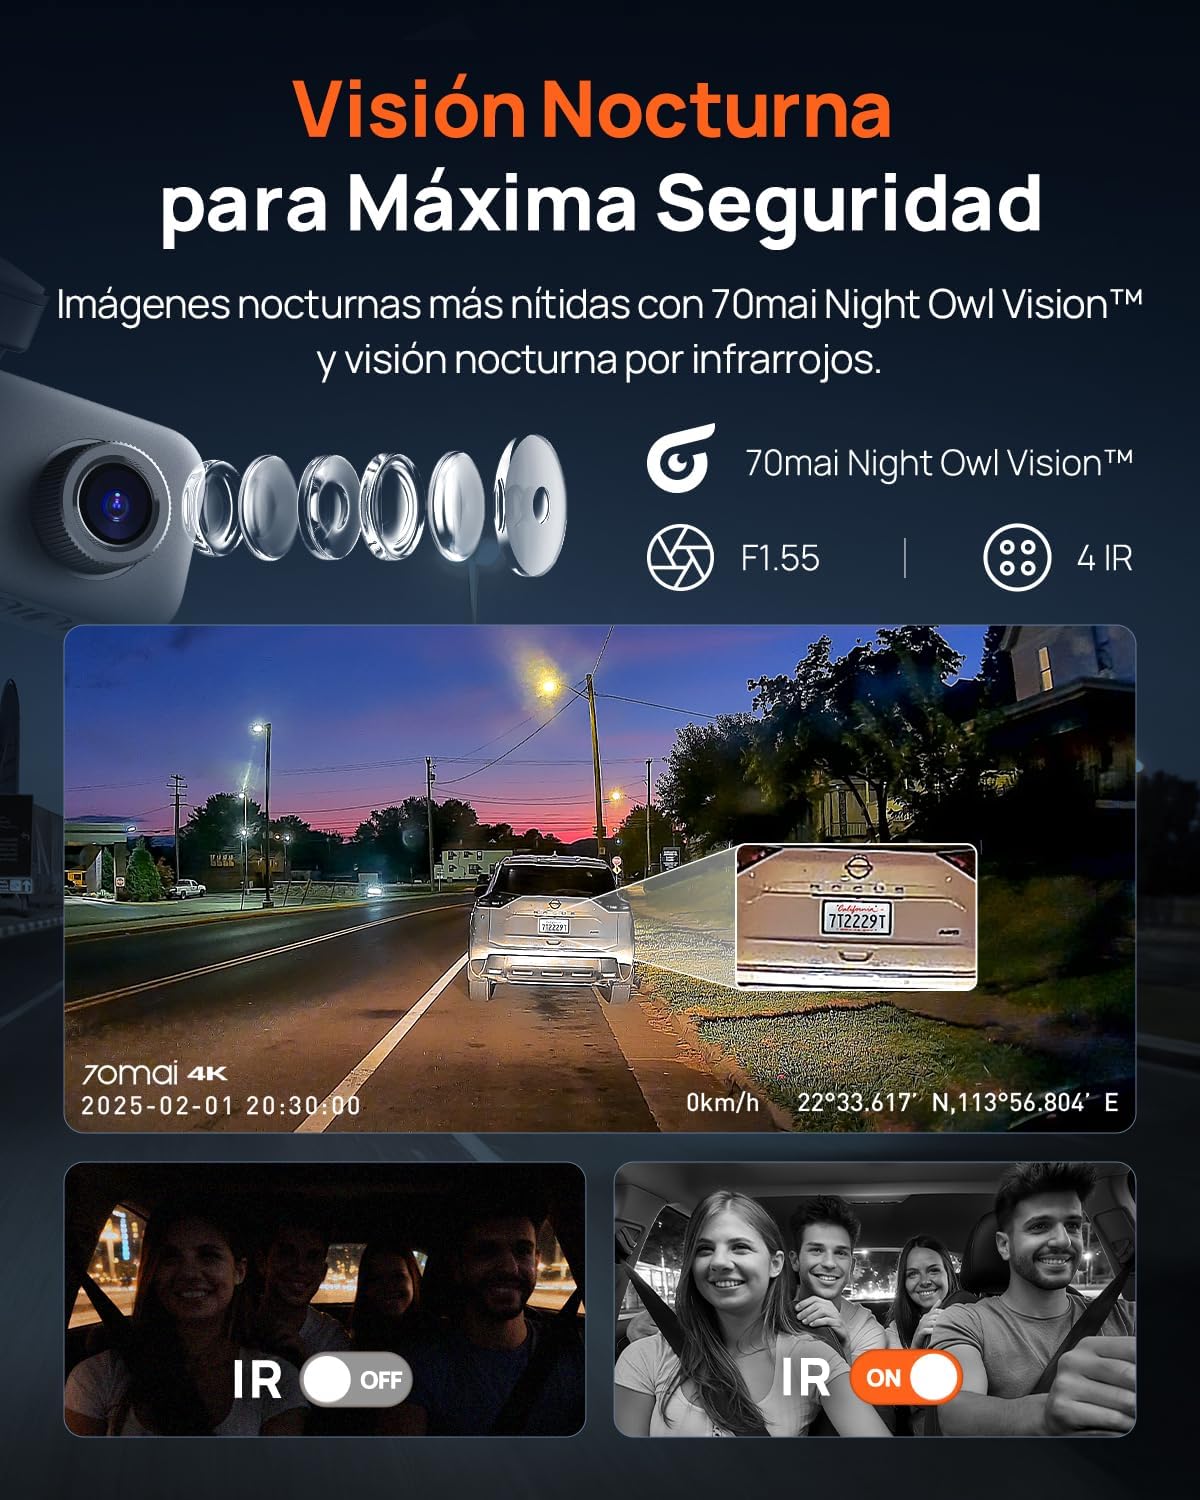 Visión Nocturna
para Máxima Seguridad
Imágenes nocturnas más nítidas con 70mai Night Owl Vision™
y visión nocturna por infrarrojos.
70mai Night Owl Vision™
F1.55 | 4 IR
California
7T2229T
ROGUE
7T2229T
70mai 4K
2025-02-01 20:30:00
0km/h 22°33.617′ N,113°56.804′ E
IR OFF
IR ON